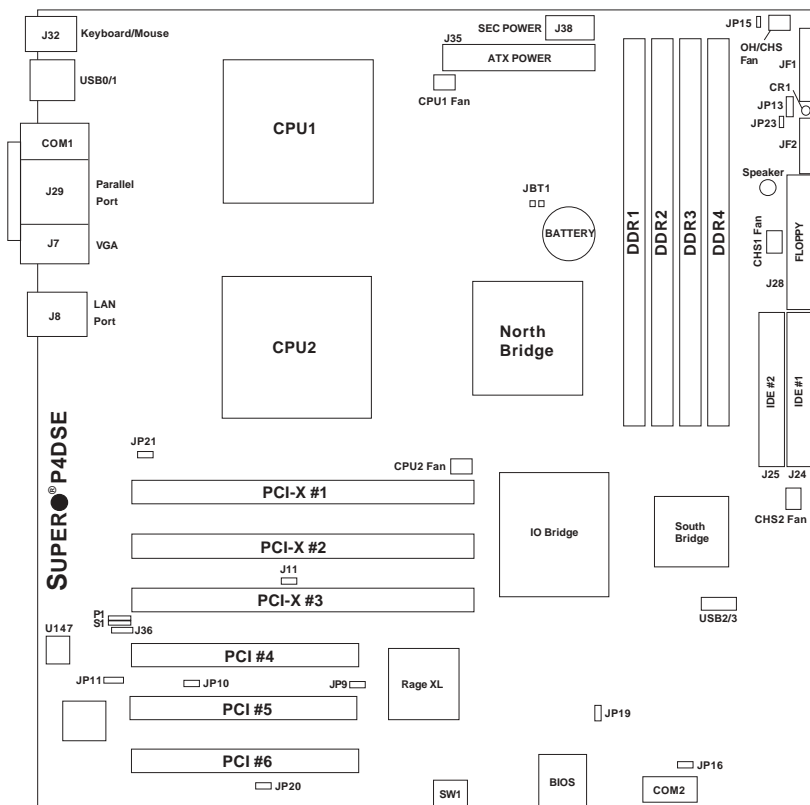 J32
Keyboard/Mouse
USB0/1
COM1
J29
Parallel
Port
J7
VGA
J8
LAN
Port
CPU1
CPU2
SEC POWER
J38
J35
ATX POWER
CPU1 Fan
JP15
OH/CHS
Fan
JF1
CR1
JP13
JP23
JF2
Speaker
JBT1
BATTERY
DDR1
DDR2
DDR3
DDR4
CHS1 Fan
FLOPPY
J28
North
Bridge
IDE #2
IDE #1
J25
J24
CHS2 Fan
SUPER® P4DSE
JP21
CPU2 Fan
PCI-X #1
PCI-X #2
J11
PCI-X #3
IO Bridge
South
Bridge
USB2/3
P1
S1
J36
U147
PCI #4
JP11
JP10
JP9
Rage XL
PCI #5
JP19
PCI #6
JP20
SW1
BIOS
JP16
COM2